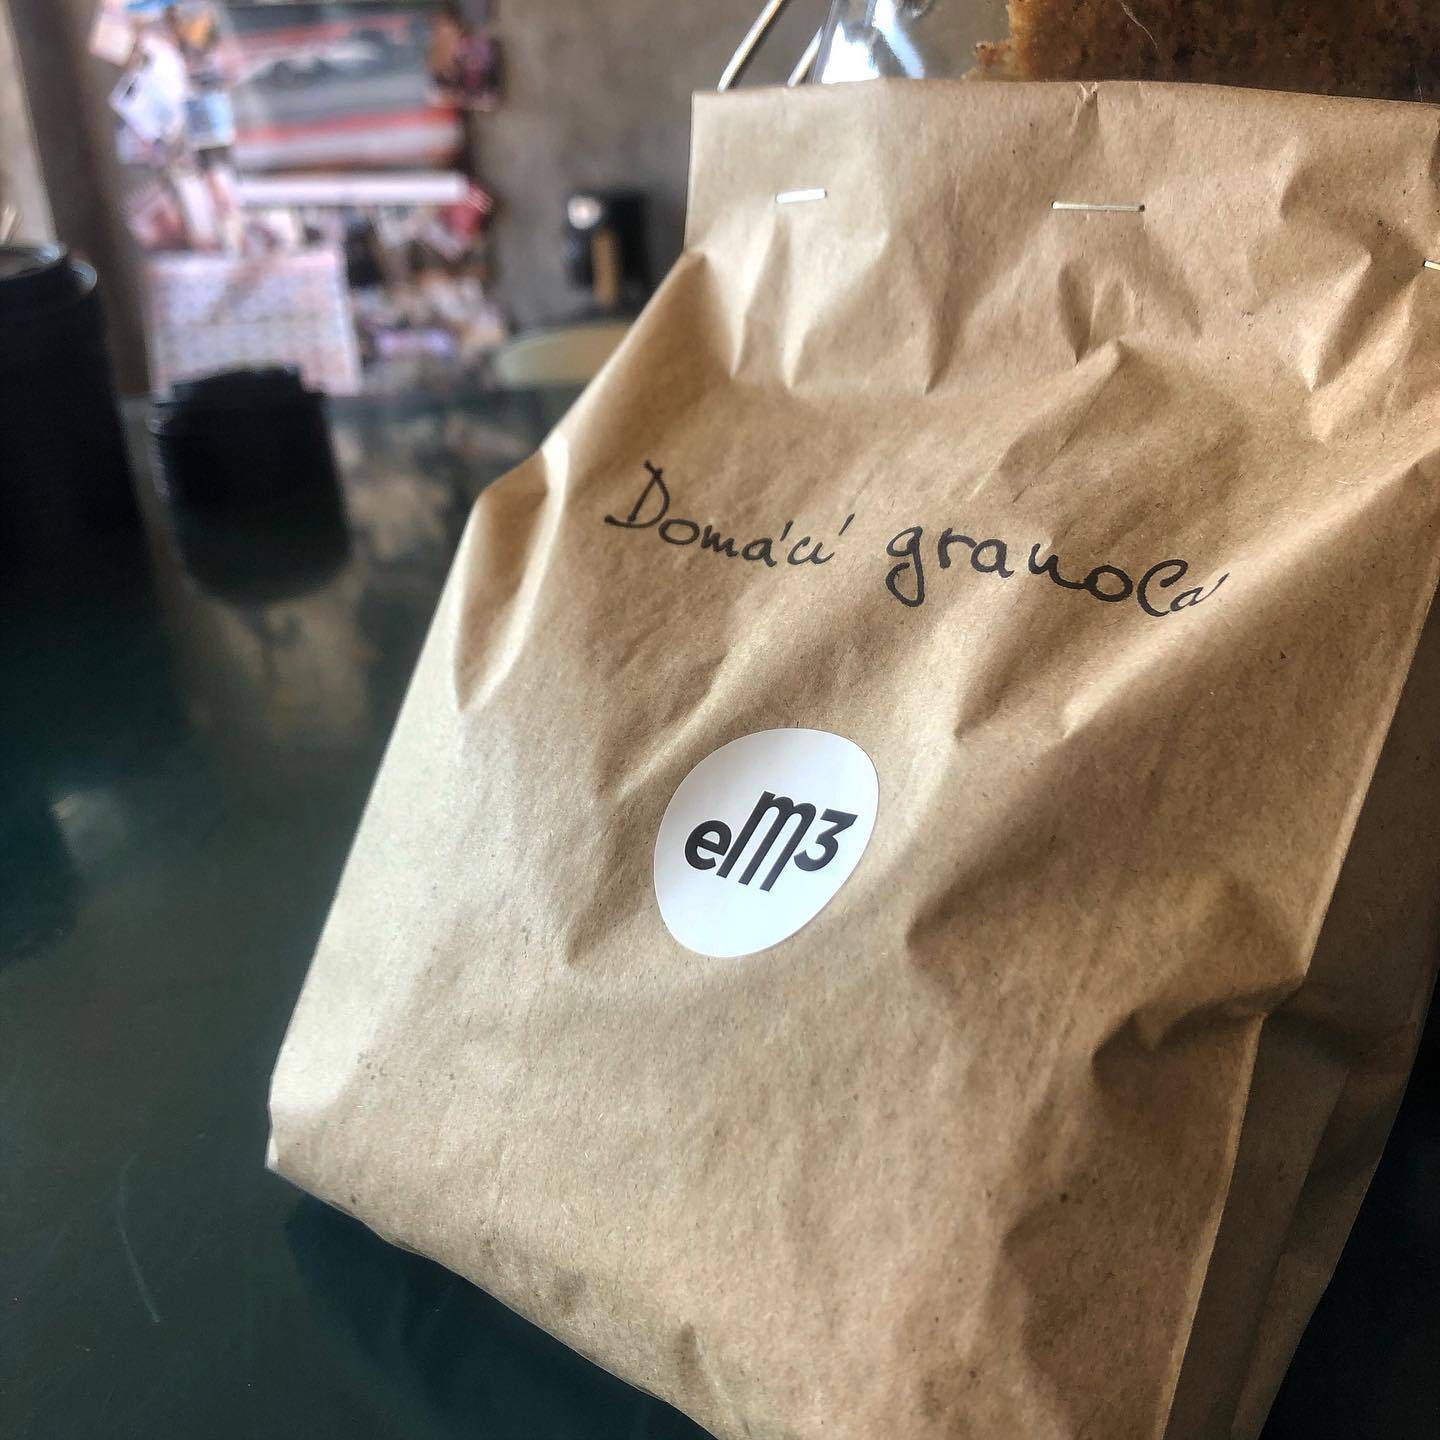 Domácí granola
em3